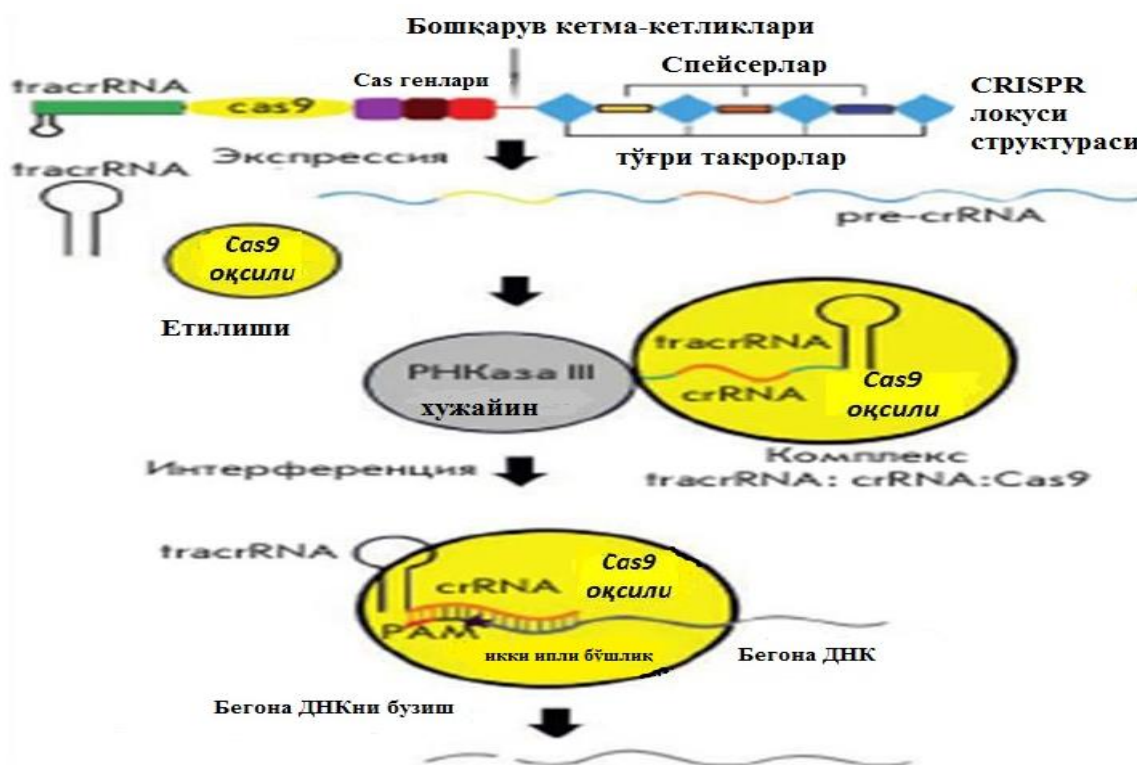 Бошқарув кетма-кетликлари
tracrRNA
Cas генлари
Спейсерлар
cas9
CRISPR
локуси
структураси
Экспрессия
тўғри такрорлар
tracrRNA
pre-crRNA
Cas9
оқсили
Етилиши
tracrRNA
РНКаза III
crRNA
Cas9
оқсили
хужайин
Комплекс
tracrRNA: crRNA:Cas9
Интерференция
tracrRNA
Cas9
оқсили
crRNA
PAM
икки ипли бўшлиқ
Бегона ДНК
Бегона ДНКни бузиш